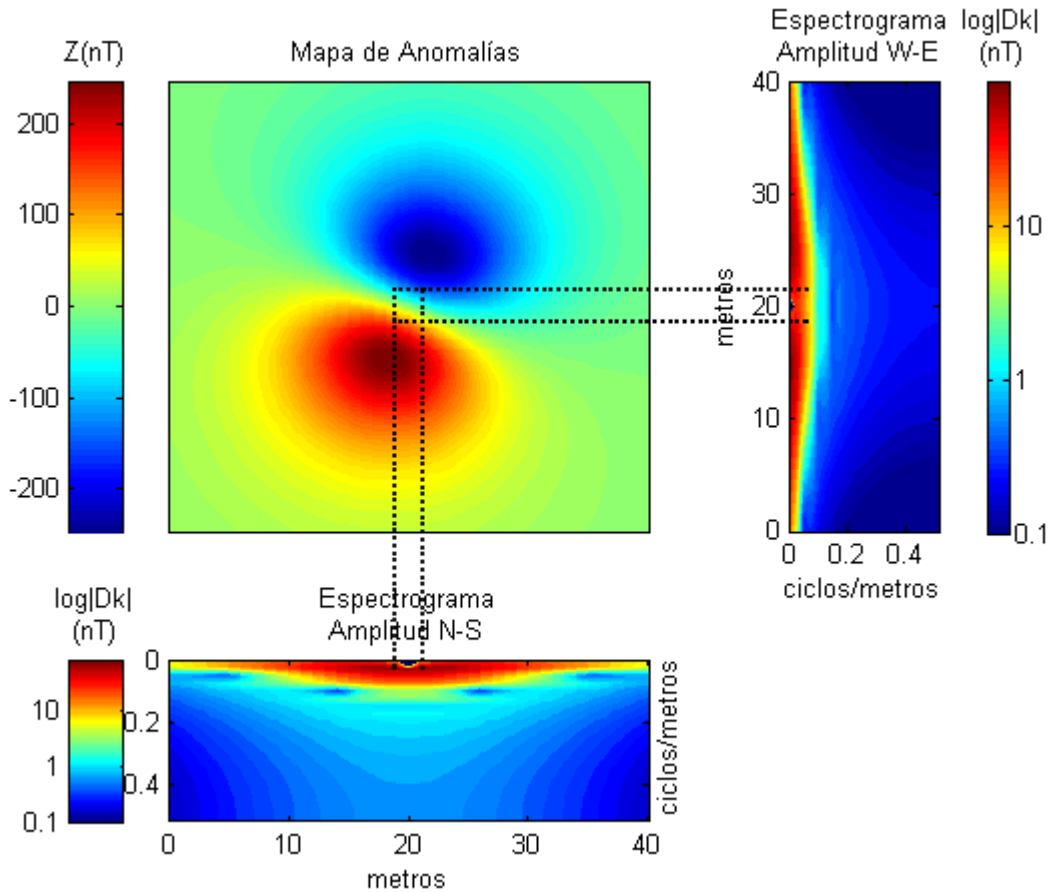 Z(nT)
200
100
0
-100
-200
Mapa de Anomalías
Espectrograma
Amplitud W-E
40
30
20
10
0
metros
0 0.2 0.4
ciclos/metros
log|Dk|
(nT)
10
1
0.1
log|Dk|
(nT)
10
1
0.1
Espectrograma
Amplitud N-S
0
0.2
0.4
ciclos/metros
0 10 20 30 40
metros